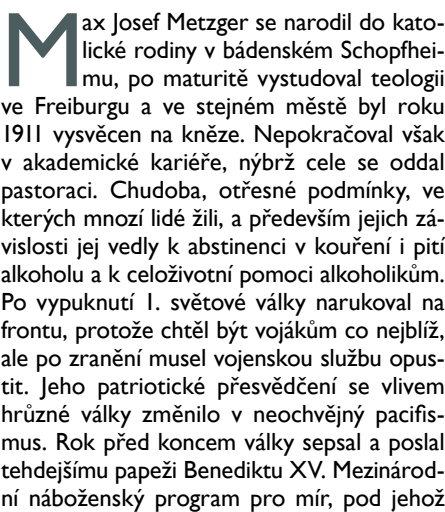 Max Josef Metzger se narodil do kato-
lické rodiny v bádenském Schopfhei-
mu, po maturitě vystudoval teologii
ve Freiburgu a ve stejném městě byl roku
1911 vysvěcen na kněze. Nepokračoval však
v akademické kariéře, nýbrž cele se oddal
pastoraci. Chudoba, otřesné podmínky, ve
kterých mnozí lidé žili, a především jejich zá-
vislosti jej vedly k abstinenci v kouření i pití
alkoholu a k celoživotní pomoci alkoholikům.
Po vypuknutí 1. světové války narukoval na
frontu, protože chtěl být vojákům co nejblíž,
ale po zranění musel vojenskou službu opus-
tit. Jeho patriotické přesvědčení se vlivem
hrůzné války změnilo v neochvějný pacifis-
mus. Rok před koncem války sepsal a poslal
tehdejšímu papeži Benediktu XV. Mezinárod-
ní náboženský program pro mír, pod jehož